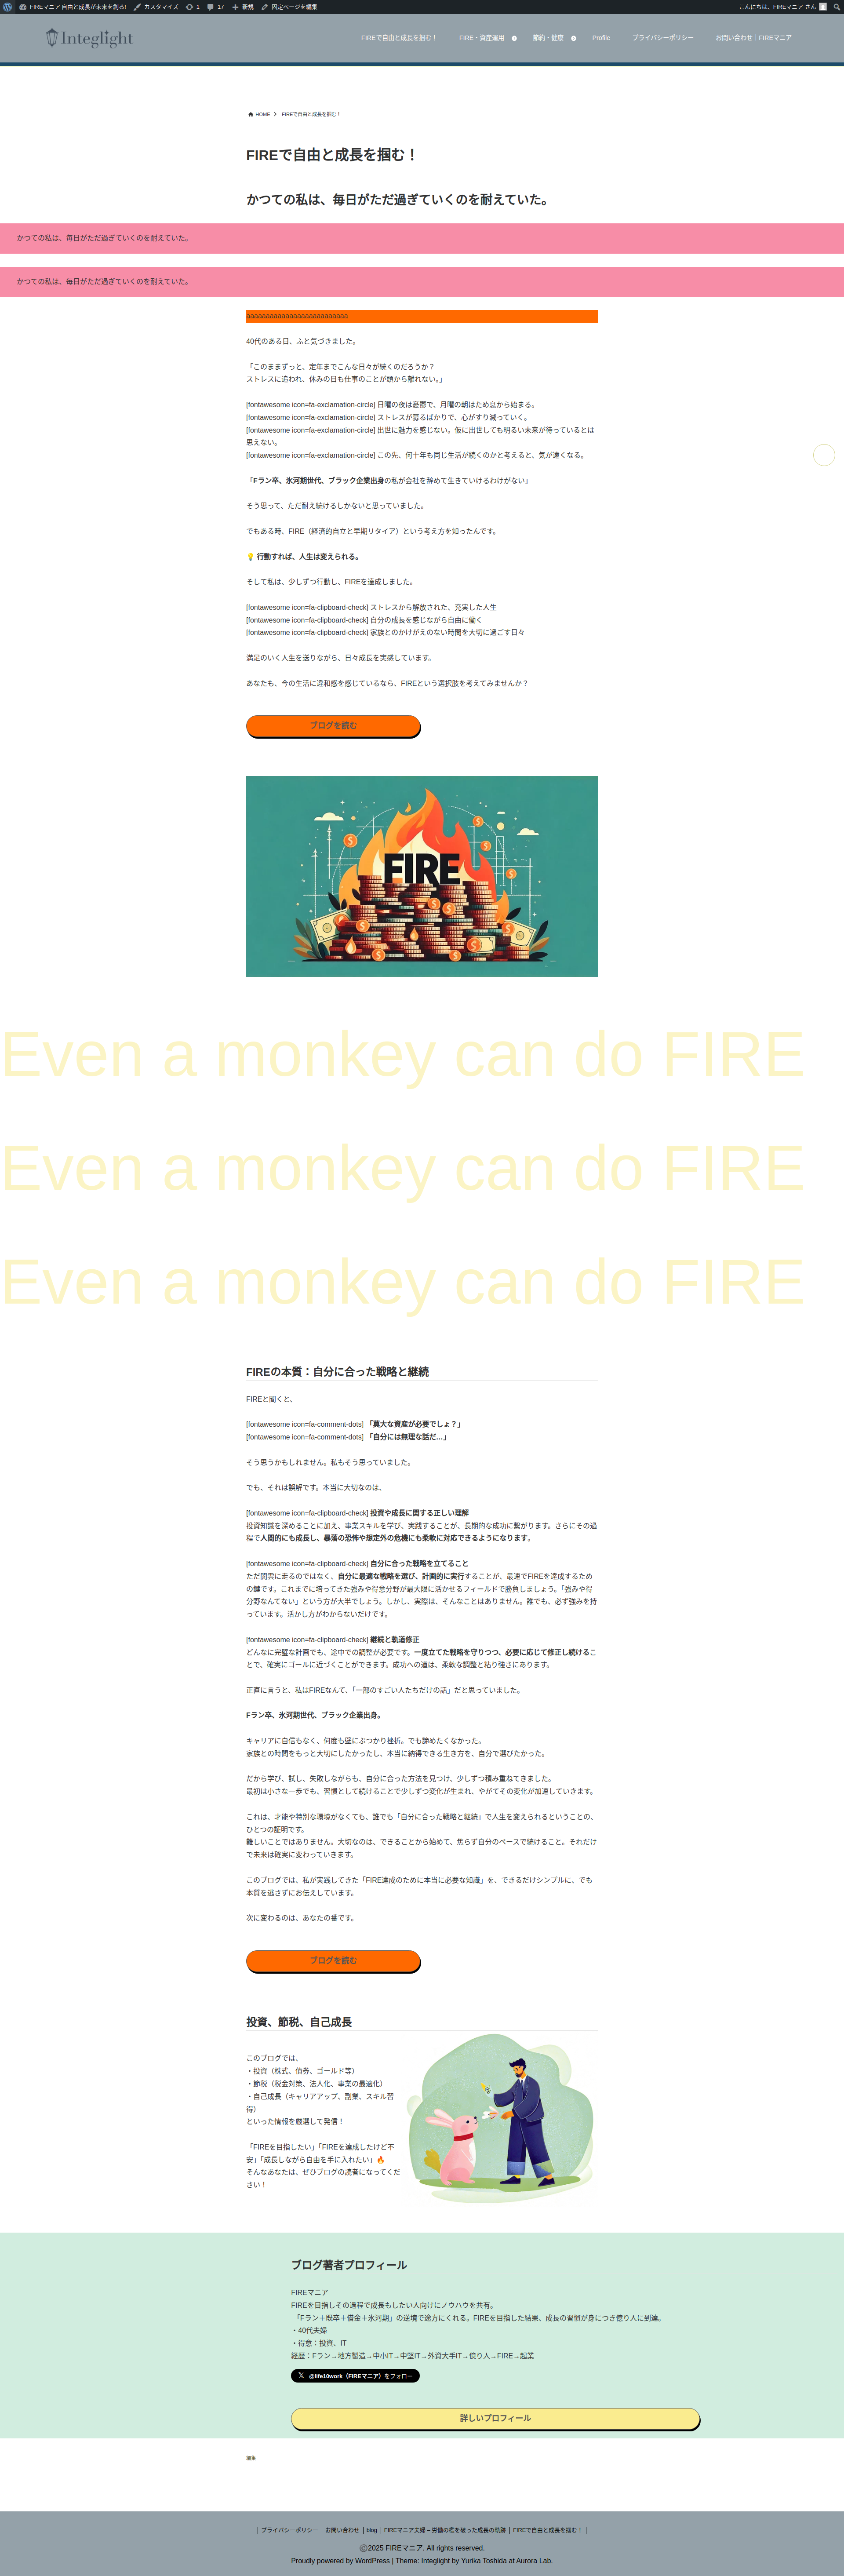 FIREマニア 自由と成長が未来を創る! カスタマイズ 1 17 新規 固定ページを編集 こんにちは、FIREマニア さん
Integlight FIREで自由と成長を掴む！ FIRE・資産運用 節約・健康 Profile プライバシーポリシー お問い合わせ｜FIREマニア
HOME FIREで自由と成長を掴む！
FIREで自由と成長を掴む！
かつての私は、毎日がただ過ぎていくのを耐えていた。
かつての私は、毎日がただ過ぎていくのを耐えていた。
かつての私は、毎日がただ過ぎていくのを耐えていた。
40代のある日、ふと気づきました。
「このままずっと、定年までこんな日々が続くのだろうか？
ストレスに追われ、休みの日も仕事のことが頭から離れない。」
[fontawesome icon=fa-exclamation-circle] 日曜の夜は憂鬱で、月曜の朝はため息から始まる。
[fontawesome icon=fa-exclamation-circle] ストレスが募るばかりで、心がすり減っていく。
[fontawesome icon=fa-exclamation-circle] 出世に魅力を感じない。仮に出世しても明るい未来が待っているとは
思えない。
[fontawesome icon=fa-exclamation-circle] この先、何十年も同じ生活が続くのかと考えると、気が遠くなる。
「Fラン卒、氷河期世代、ブラック企業出身の私が会社を辞めて生きていけるわけがない」
そう思って、ただ耐え続けるしかないと思っていました。
でもある時、FIRE（経済的自立と早期リタイア）という考え方を知ったんです。
💡 行動すれば、人生は変えられる。
そして私は、少しずつ行動し、FIREを達成しました。
[fontawesome icon=fa-clipboard-check] ストレスから解放された、充実した人生
[fontawesome icon=fa-clipboard-check] 自分の成長を感じながら自由に働く
[fontawesome icon=fa-clipboard-check] 家族とのかけがえのない時間を大切に過ごす日々
満足のいく人生を送りながら、日々成長を実感しています。
あなたも、今の生活に違和感を感じているなら、FIREという選択肢を考えてみませんか？
ブログを読む
FIRE
Even a monkey can do FIRE
Even a monkey can do FIRE
Even a monkey can do FIRE
FIREの本質：自分に合った戦略と継続
FIREと聞くと、
[fontawesome icon=fa-comment-dots] 「莫大な資産が必要でしょ？」
[fontawesome icon=fa-comment-dots] 「自分には無理な話だ…」
そう思うかもしれません。私もそう思っていました。
でも、それは誤解です。本当に大切なのは、
[fontawesome icon=fa-clipboard-check] 投資や成長に関する正しい理解
投資知識を深めることに加え、事業スキルを学び、実践することが、長期的な成功に繋がります。さらにその過
程で人間的にも成長し、暴落の恐怖や想定外の危機にも柔軟に対応できるようになります。
[fontawesome icon=fa-clipboard-check] 自分に合った戦略を立てること
ただ闇雲に走るのではなく、自分に最適な戦略を選び、計画的に実行することが、最速でFIREを達成するため
の鍵です。これまでに培ってきた強みや得意分野が最大限に活かせるフィールドで勝負しましょう。「強みや得
分野なんてない」という方が大半でしょう。しかし、実際は、そんなことはありません。誰でも、必ず強みを持
っています。活かし方がわからないだけです。
[fontawesome icon=fa-clipboard-check] 継続と軌道修正
どんなに完璧な計画でも、途中での調整が必要です。一度立てた戦略を守りつつ、必要に応じて修正し続けるこ
とで、確実にゴールに近づくことができます。成功への道は、柔軟な調整と粘り強さにあります。
正直に言うと、私はFIREなんて、「一部のすごい人たちだけの話」だと思っていました。
Fラン卒、氷河期世代、ブラック企業出身。
キャリアに自信もなく、何度も壁にぶつかり挫折。でも諦めたくなかった。
家族との時間をもっと大切にしたかったし、本当に納得できる生き方を、自分で選びたかった。
だから学び、試し、失敗しながらも、自分に合った方法を見つけ、少しずつ積み重ねてきました。
最初は小さな一歩でも、習慣として続けることで少しずつ変化が生まれ、やがてその変化が加速していきます。
これは、才能や特別な環境がなくても、誰でも「自分に合った戦略と継続」で人生を変えられるということの、
ひとつの証明です。
難しいことではありません。大切なのは、できることから始めて、焦らず自分のペースで続けること。それだけ
で未来は確実に変わっていきます。
このブログでは、私が実践してきた「FIRE達成のために本当に必要な知識」を、できるだけシンプルに、でも
本質を逃さずにお伝えしています。
次に変わるのは、あなたの番です。
ブログを読む
投資、節税、自己成長
このブログでは、
・投資（株式、債券、ゴールド等）
・節税（税金対策、法人化、事業の最適化）
・自己成長（キャリアアップ、副業、スキル習
得）
といった情報を厳選して発信！
「FIREを目指したい」「FIREを達成したけど不
安」「成長しながら自由を手に入れたい」🔥
そんなあなたは、ぜひブログの読者になってくだ
さい！
ブログ著者プロフィール
FIREマニア
FIREを目指しその過程で成長もしたい人向けにノウハウを共有。
「Fラン＋既卒＋借金＋氷河期」の逆境で途方にくれる。FIREを目指した結果、成長の習慣が身につき億り人に到達。
・40代夫婦
・得意：投資、IT
経歴：Fラン→地方製造→中小IT→中堅IT→外資大手IT→億り人→FIRE→起業
𝕏 @life10work（FIREマニア）をフォロー
詳しいプロフィール
編集
プライバシーポリシー お問い合わせ blog FIREマニア夫婦 – 労働の檻を破った成長の軌跡 FIREで自由と成長を掴む！
Ⓒ2025 FIREマニア. All rights reserved.
Proudly powered by WordPress | Theme: Integlight by Yurika Toshida at Aurora Lab.